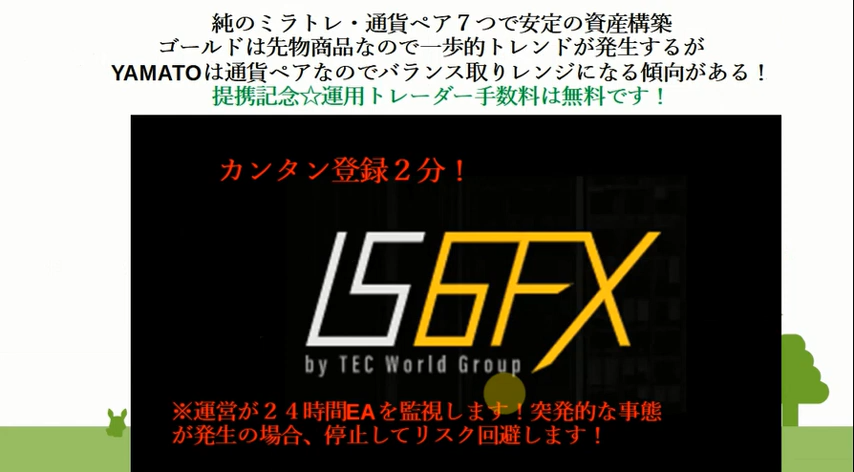 純のミラトレ・通貨ペア７つで安定の資産構築
ゴールドは先物商品なので一歩的トレンドが発生するが
YAMATOは通貨ペアなのでバランス取りレンジになる傾向がある！
提携記念☆運用トレーダー手数料は無料です！
カンタン登録２分！
IS6FX
by TEC World Group
※運営が２４時間EAを監視します！突発的な事態
が発生の場合、停止してリスク回避します！